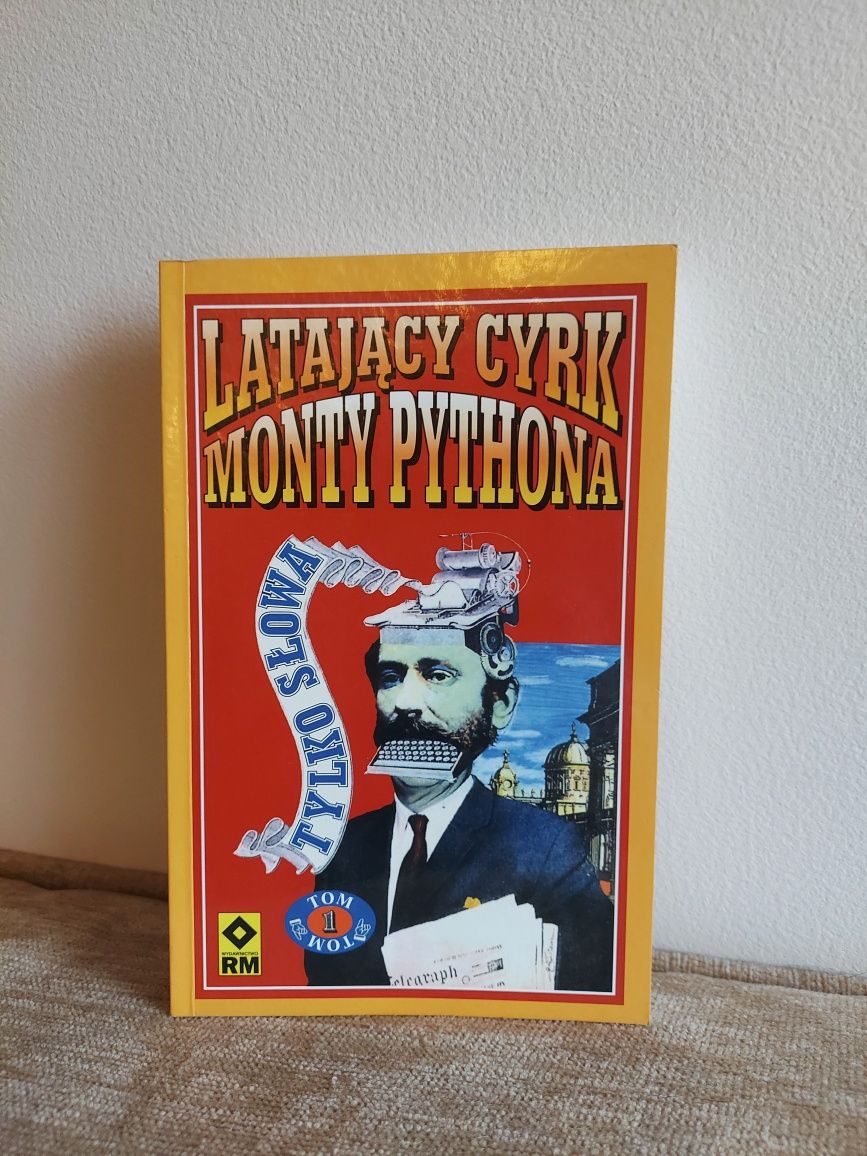 LATAJĄCY CYRK
MONTY PYTHONA
TYLKO SŁOWA
TOM
1
TOM
WYDAWNICTWO
RM
elegraph